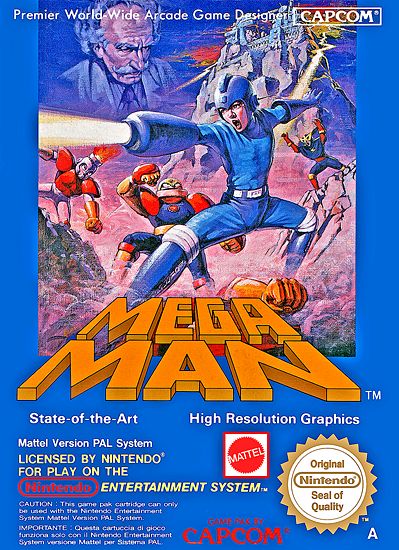 Premier World-Wide Arcade Game Designer CAPCOM®
MEGA
MAN™
State-of-the-Art High Resolution Graphics
Mattel Version PAL System
LICENSED BY NINTENDO®
FOR PLAY ON THE
Nintendo® ENTERTAINMENT SYSTEM™
MATTEL
Original
Nintendo®
Seal of
Quality
CAUTION : This game pak cartridge can only
be used with the Nintendo Entertainment
System Mattel Version PAL System.
IMPORTANTE : Questa cartuccia di gioco
funziona solo con il Nintendo Entertainment
System versione Mattel per Sistema PAL.
GAME PAK BY
CAPCOM®
TM
A